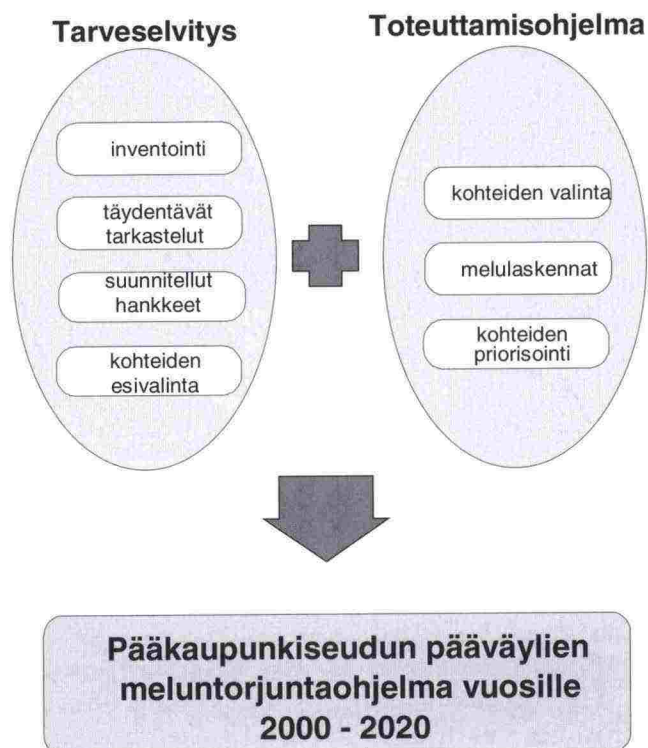 Tarveselvitys
inventointi
täydentävät
tarkastelut
suunnitellut
hankkeet
kohteiden
esivalinta
Toteuttamisohjelma
kohteiden valinta
melulaskennat
kohteiden
priorisointi
Pääkaupunkiseudun pääväylien
meluntorjuntaohjelma vuosille
2000 - 2020